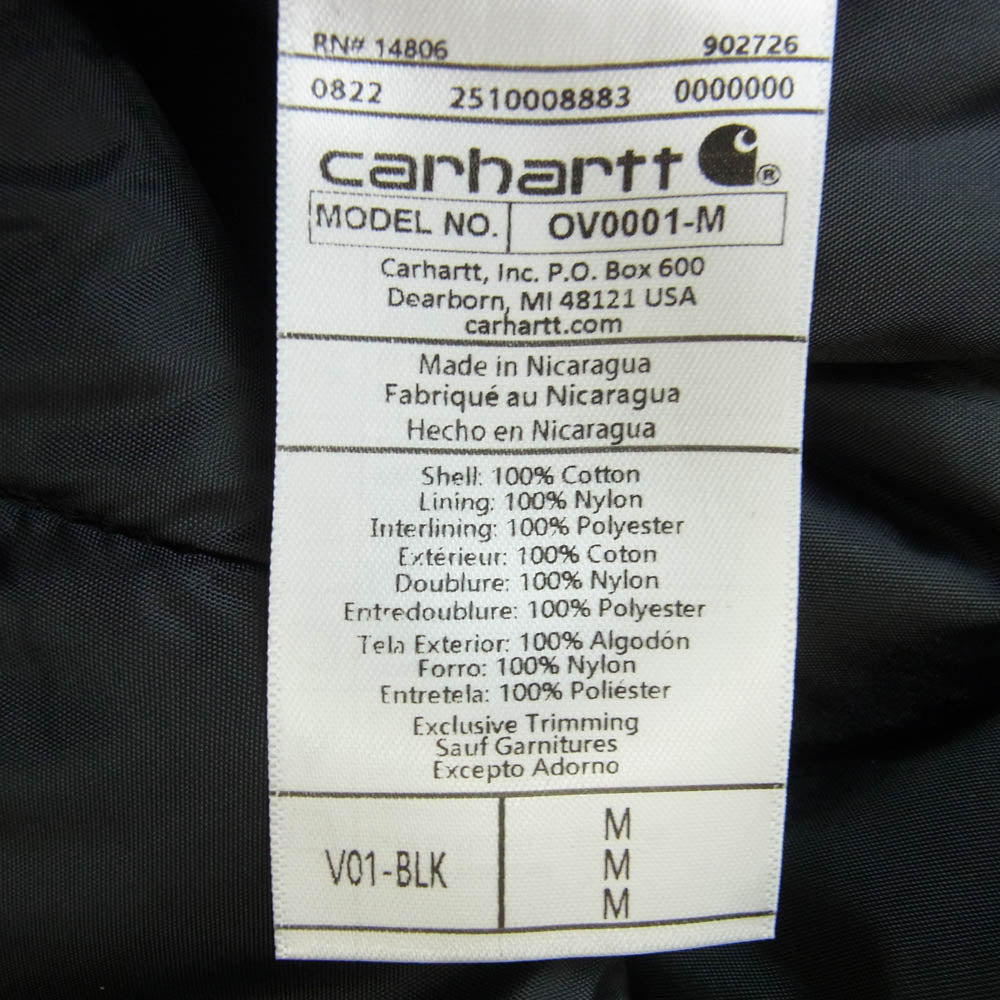 RN# 14806 902726
0822 2510008883 0000000
carhartt ®
MODEL NO. OV0001-M
Carhartt, Inc. P.O. Box 600
Dearborn, MI 48121 USA
carhartt.com
Made in Nicaragua
Fabriqué au Nicaragua
Hecho en Nicaragua
Shell: 100% Cotton
Lining: 100% Nylon
Interlining: 100% Polyester
Extérieur: 100% Coton
Doublure: 100% Nylon
Entredoublure: 100% Polyester
Tela Exterior: 100% Algodón
Forro: 100% Nylon
Entretela: 100% Poliéster
Exclusive Trimming
Sauf Garnitures
Excepto Adorno
M
V01-BLK M
M